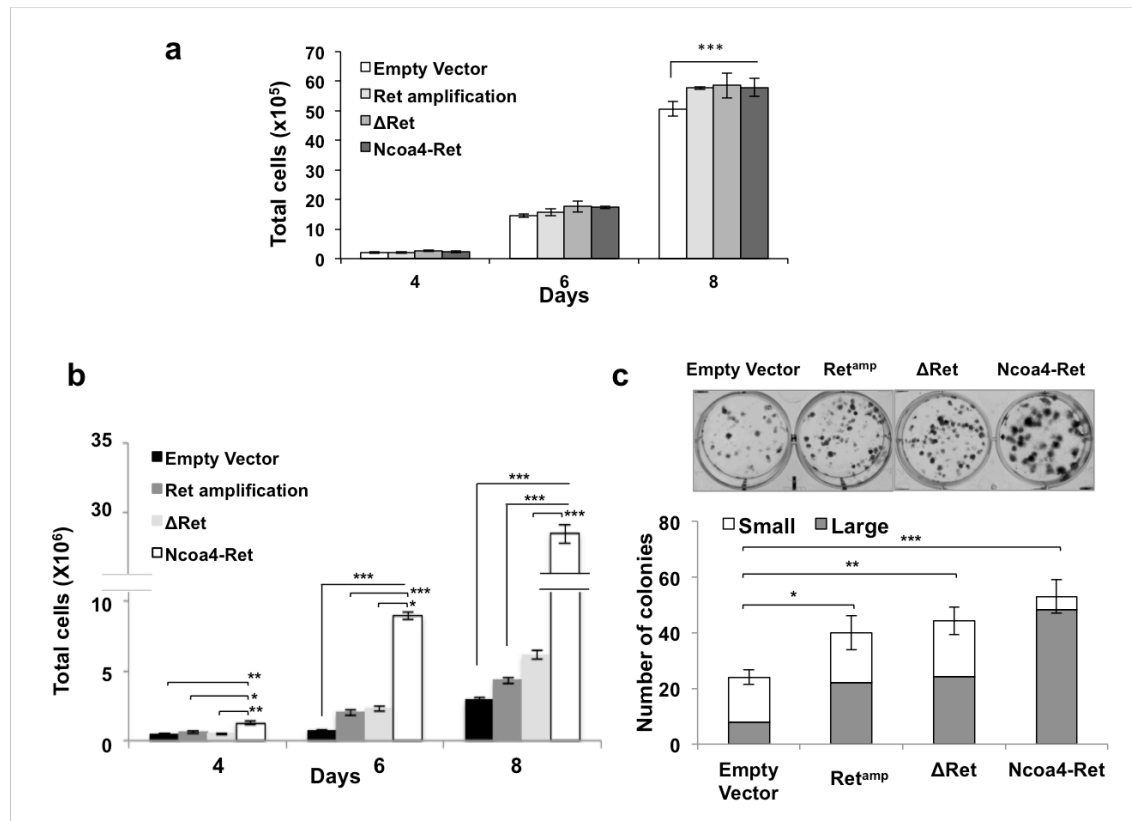 a
Total cells (x10⁵)
70
60
50
40
30
20
10
0
Empty Vector
Ret amplification
ΔRet
Ncoa4-Ret
***
4
6
8
Days
b
Total cells (X10⁶)
35
30
10
5
0
Empty Vector
Ret amplification
ΔRet
Ncoa4-Ret
**
*
**
***
***
*
***
***
***
4
6
8
Days
c
Empty Vector
Retᵃᵐᵖ
ΔRet
Ncoa4-Ret
Number of colonies
80
60
40
20
0
Small
Large
***
**
*
Empty
Vector
Retᵃᵐᵖ
ΔRet
Ncoa4-Ret